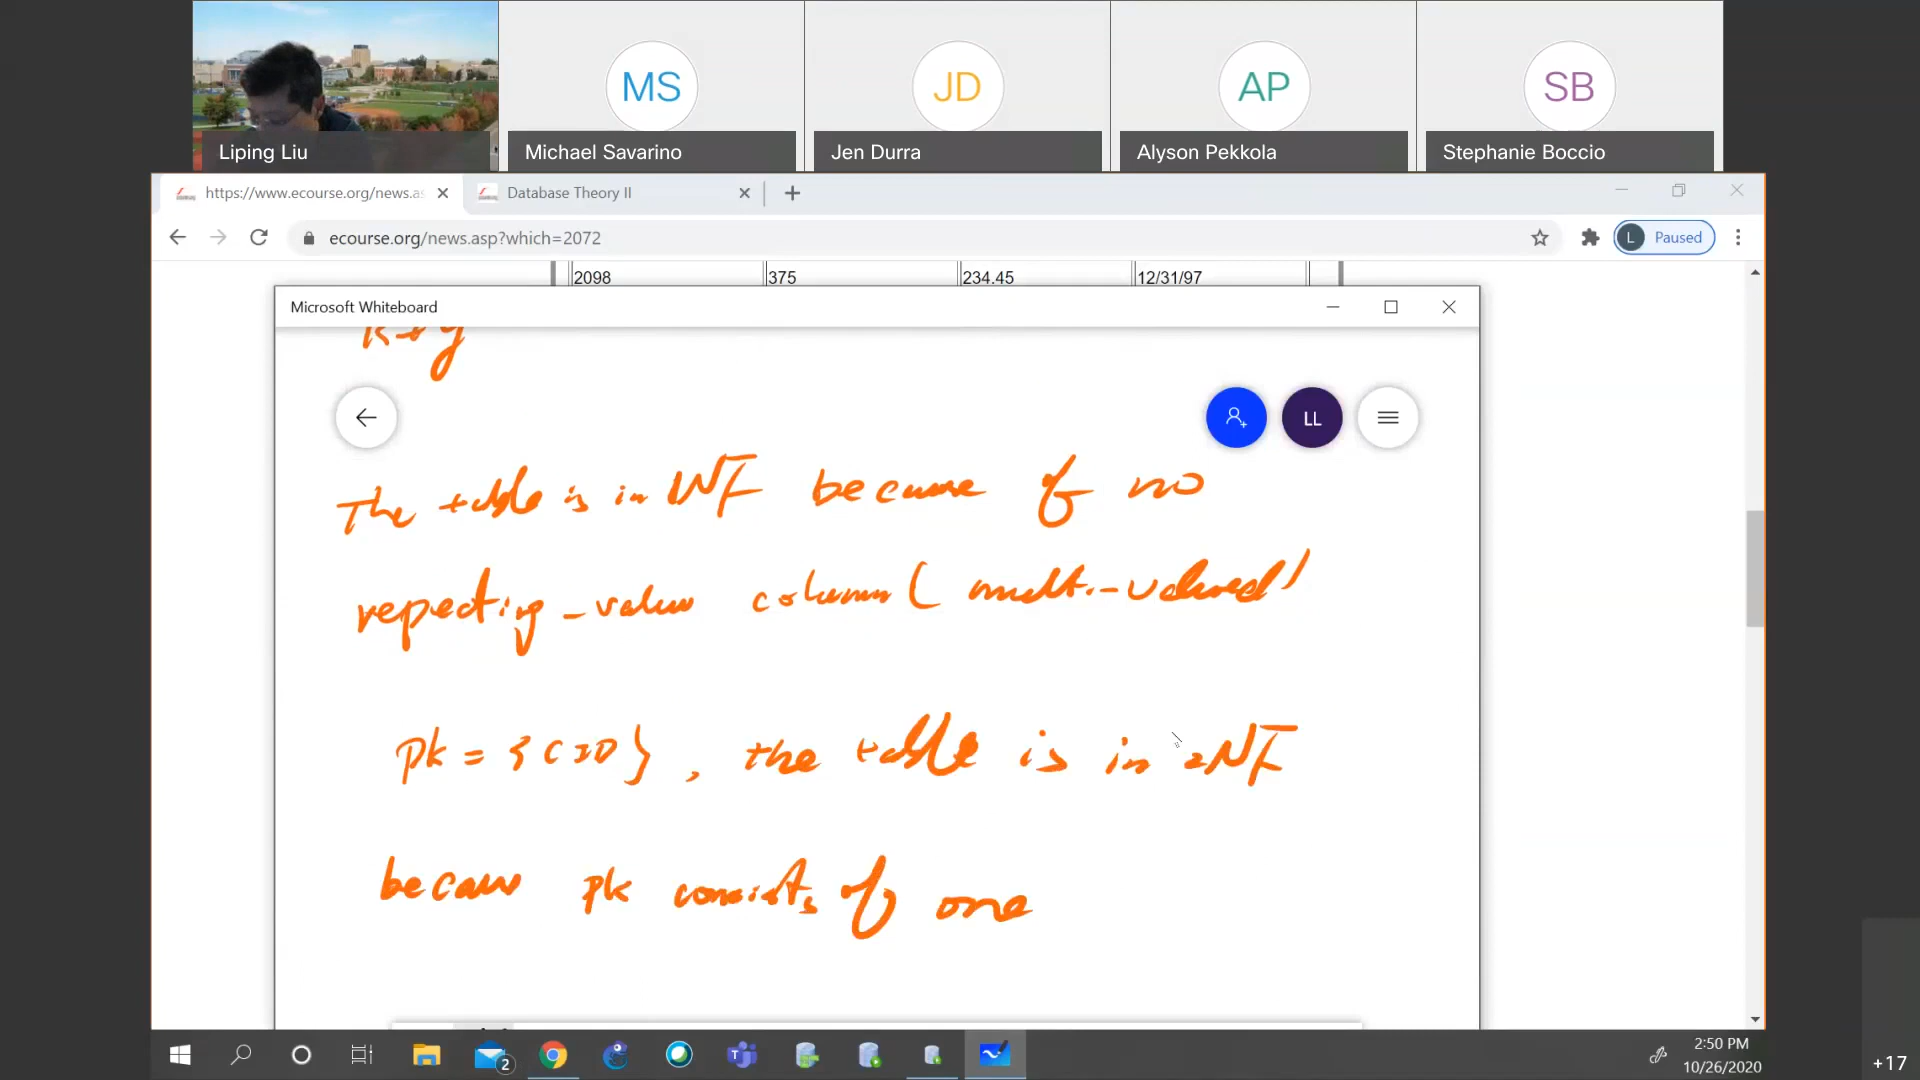 MS
JD
AP
SB
Liping Liu
Michael Savarino
Jen Durra
Alyson Pekkola
Stephanie Boccio
https://www.ecourse.org/news.as
Database Theory II
ecourse.org/news.asp?which=2072
L Paused
2098 375 234.45 12/31/97
Microsoft Whiteboard
key
LL
The table is in 1NF because of no
repeating-value column (multi-valued)
pk = {CID}, the table is in 2NF
because pk consists of one
2
2:50 PM
10/26/2020
+17